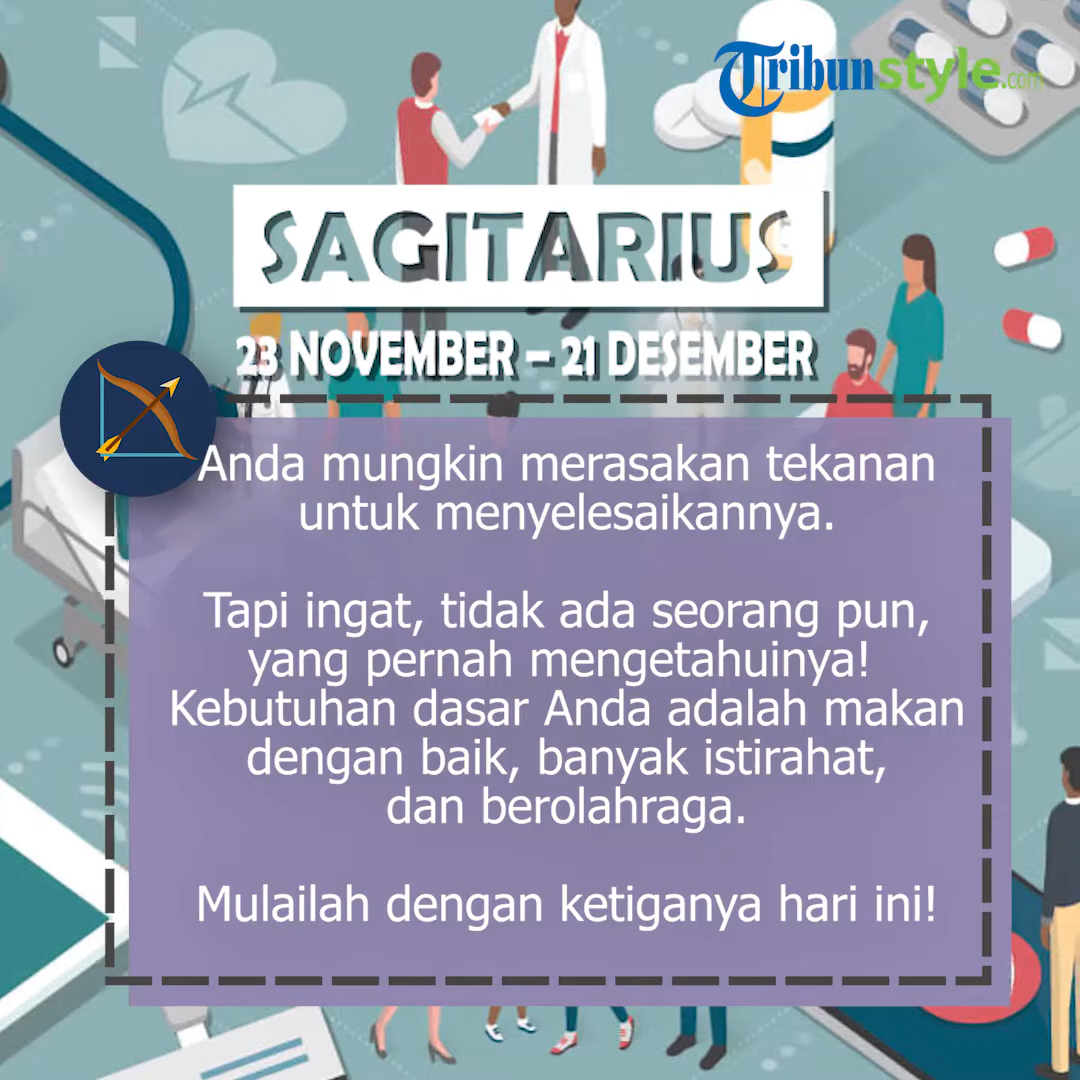 Tribunstyle.com
SAGITARIUS
23 NOVEMBER – 21 DESEMBER
Anda mungkin merasakan tekanan
untuk menyelesaikannya.
Tapi ingat, tidak ada seorang pun,
yang pernah mengetahuinya!
Kebutuhan dasar Anda adalah makan
dengan baik, banyak istirahat,
dan berolahraga.
Mulailah dengan ketiganya hari ini!